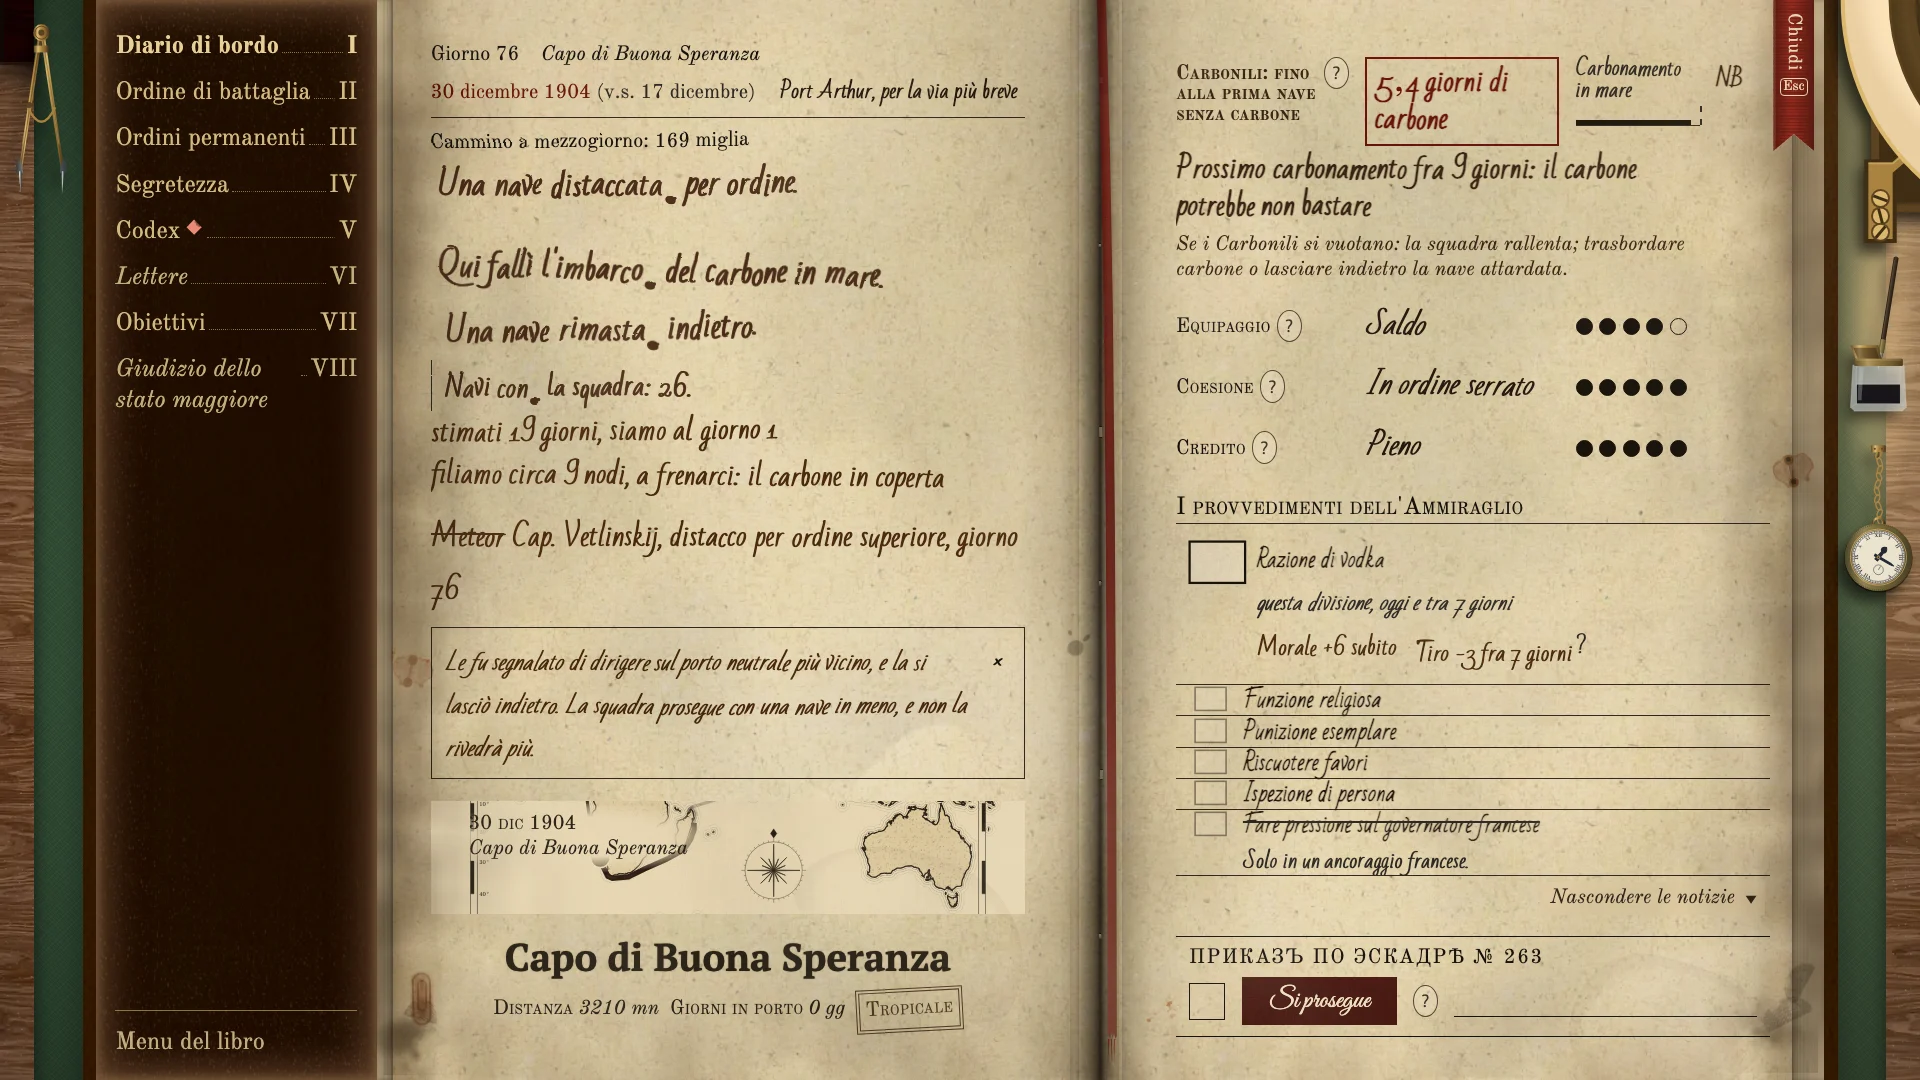 Diario di bordo I
Ordine di battaglia II
Ordini permanenti III
Segretezza IV
Codex V
Lettere VI
Obiettivi VII
Giudizio dello VIII
stato maggiore
Menu del libro
Giorno 76 Capo di Buona Speranza
30 dicembre 1904 (v.s. 17 dicembre) Port Arthur, per la via più breve
Cammino a mezzogiorno: 169 miglia
Una nave distaccata per ordine.
Qui fallì l'imbarco del carbone in mare.
Una nave rimasta indietro.
Navi con la squadra: 26.
stimati 19 giorni, siamo al giorno 1
filiamo circa 9 nodi, a frenarci: il carbone in coperta
Meteor Cap. Vetlinskij, distacco per ordine superiore, giorno
76
Le fu segnalato di dirigere sul porto neutrale più vicino, e la si
lasciò indietro. La squadra prosegue con una nave in meno, e non la
rivedrà più.
×
30 DIC 1904
Capo di Buona Speranza
10°
30°
40°
Capo di Buona Speranza
Distanza 3210 mn Giorni in porto 0 gg Tropicale
Carbonili: fino
alla prima nave
senza carbone
?
5,4 giorni di
carbone
Carbonamento
in mare
NB
Prossimo carbonamento fra 9 giorni: il carbone
potrebbe non bastare
Se i Carbonili si vuotano: la squadra rallenta; trasbordare
carbone o lasciare indietro la nave attardata.
Equipaggio ? Saldo
Coesione ? In ordine serrato
Credito ? Pieno
I provvedimenti dell'Ammiraglio
Razione di vodka
questa divisione, oggi e tra 7 giorni
Morale +6 subito Tiro -3 fra 7 giorni ?
Funzione religiosa
Punizione esemplare
Riscuotere favori
Ispezione di persona
Fare pressione sul governatore francese
Solo in un ancoraggio francese.
Nascondere le notizie ▼
ПРИКАЗЪ ПО ЭСКАДРѢ № 263
Si prosegue ?
Chiudi
Esc